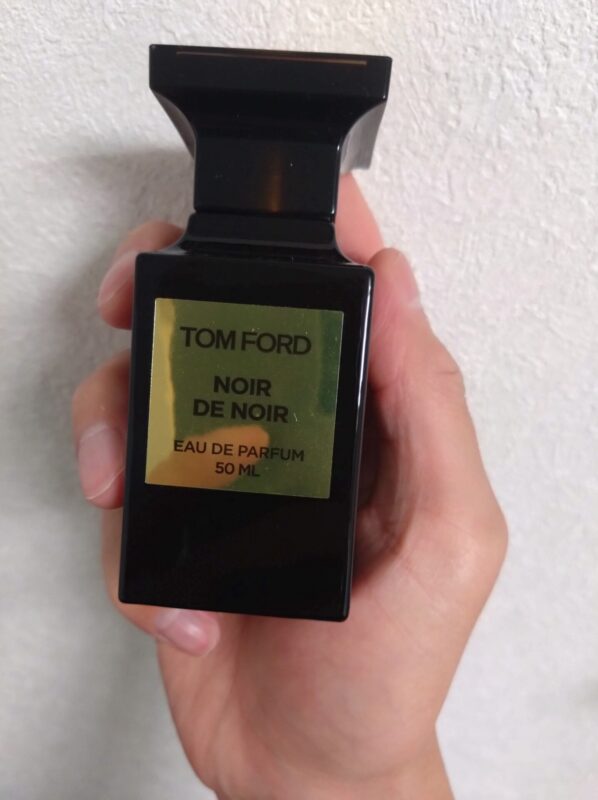 TOM FORD
NOIR
DE NOIR
EAU DE PARFUM
50 ML